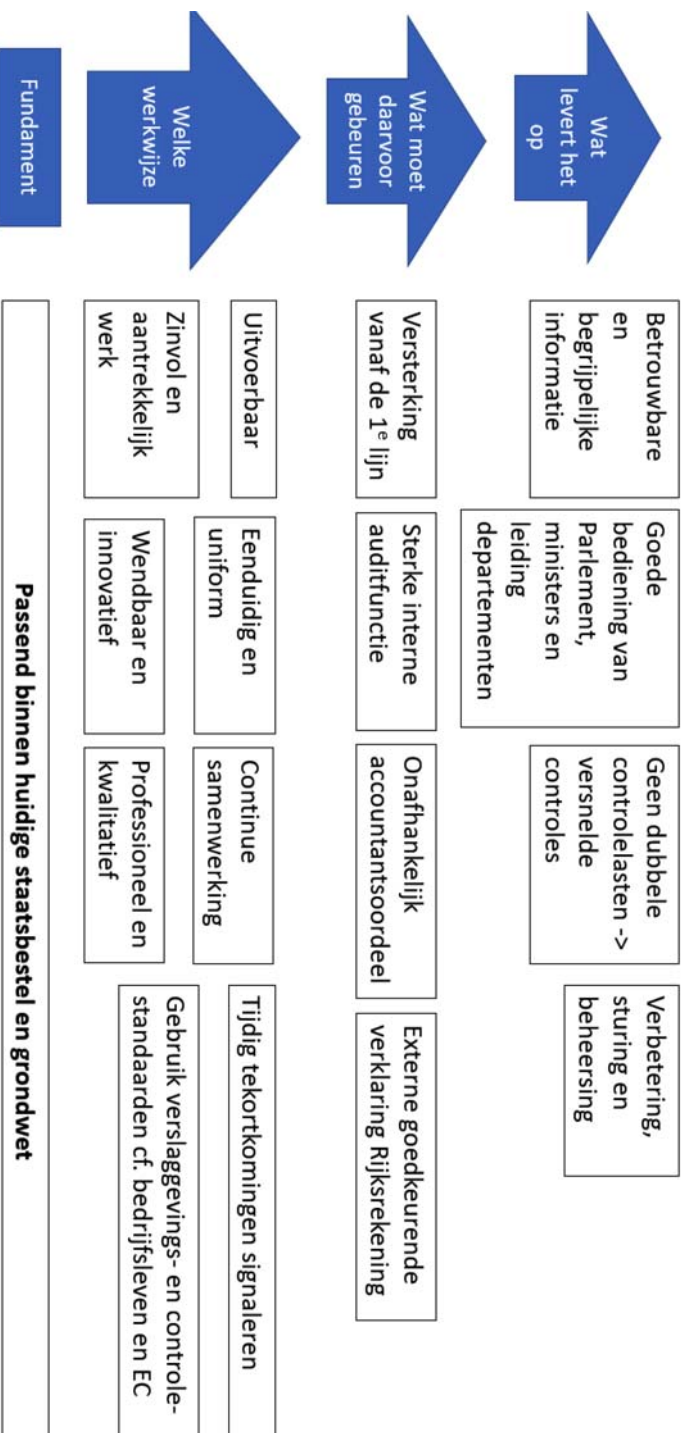 Wat
levert het
op
Betrouwbare
en
begrijpelijke
informatie
Goede
bediening van
Parlement,
ministers en
leiding
departementen
Geen dubbele
controlelasten ->
versnelde
controles
Verbetering,
sturing en
beheersing
Wat moet
daarvoor
gebeuren
Versterking
vanaf de 1e lijn
Sterke interne
auditfunctie
Onafhankelijk
accountantsoordeel
Externe goedkeurende
verklaring Rijksrekening
Welke
werkwijze
Uitvoerbaar
Eenduidig en
uniform
Continue
samenwerking
Tijdig tekortkomingen signaleren
Zinvol en
aantrekkelijk
werk
Wendbaar en
innovatief
Professioneel en
kwalitatief
Gebruik verslaggevings- en controle-
standaarden cf. bedrijfsleven en EC
Fundament
Passend binnen huidige staatsbestel en grondwet